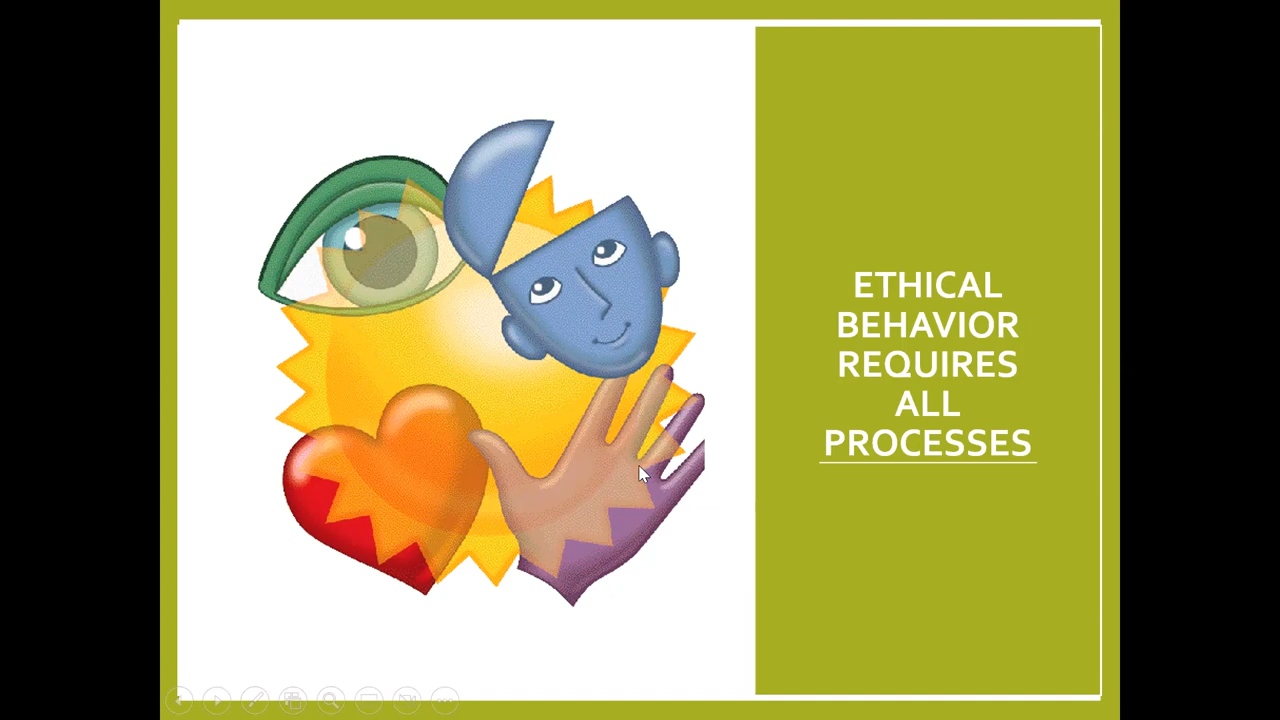 ETHICAL
BEHAVIOR
REQUIRES
ALL
PROCESSES